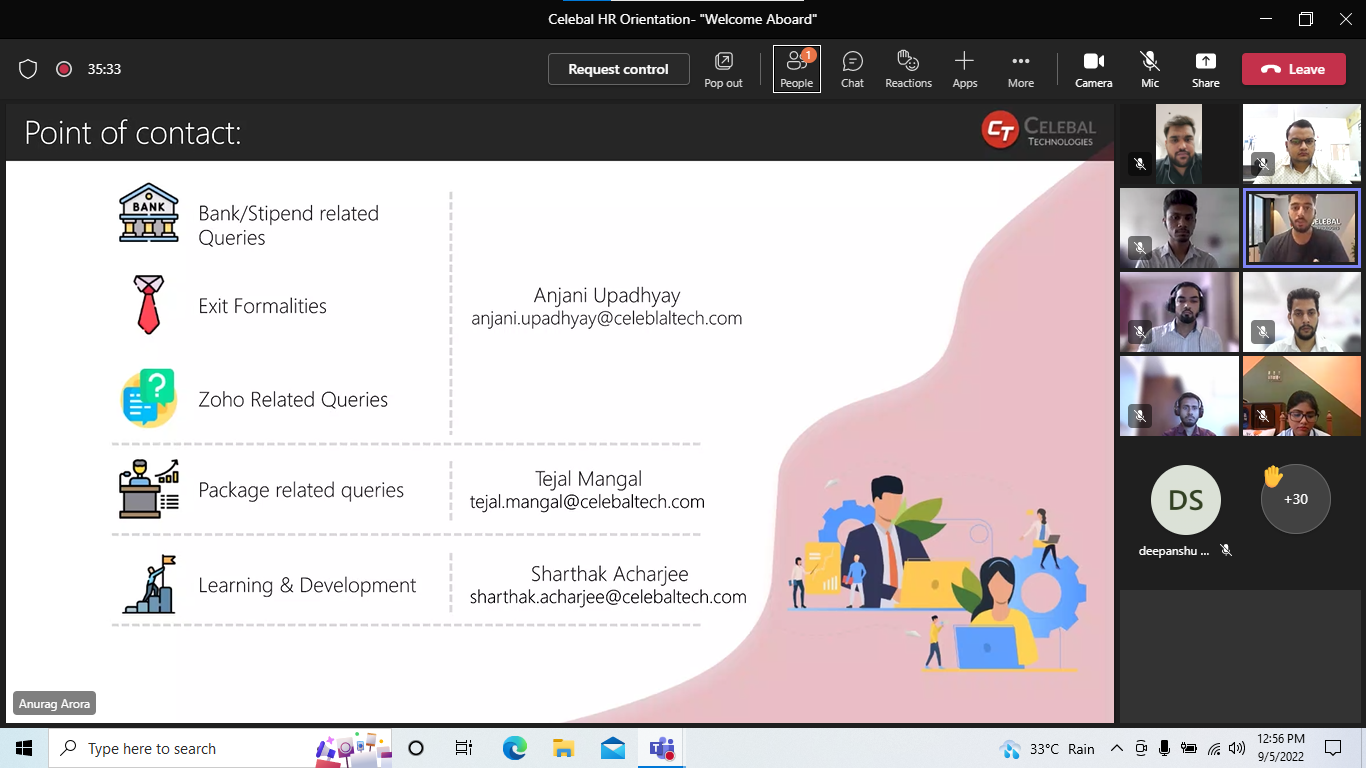 Celebal HR Orientation- "Welcome Aboard"
35:33
Request control
Pop out
1
People
Chat
Reactions
Apps
More
Camera
Mic
Share
Leave
Point of contact:
CT
CELEBAL
TECHNOLOGIES
BANK
Bank/Stipend related
Queries
Exit Formalities
Anjani Upadhyay
anjani.upadhyay@celeblaltech.com
Zoho Related Queries
Package related queries
Tejal Mangal
tejal.mangal@celebaltech.com
Learning & Development
Sharthak Acharjee
sharthak.acharjee@celebaltech.com
Anurag Arora
CELEBAL
DS
deepanshu ...
+30
Type here to search
33°C Rain
12:56 PM
9/5/2022